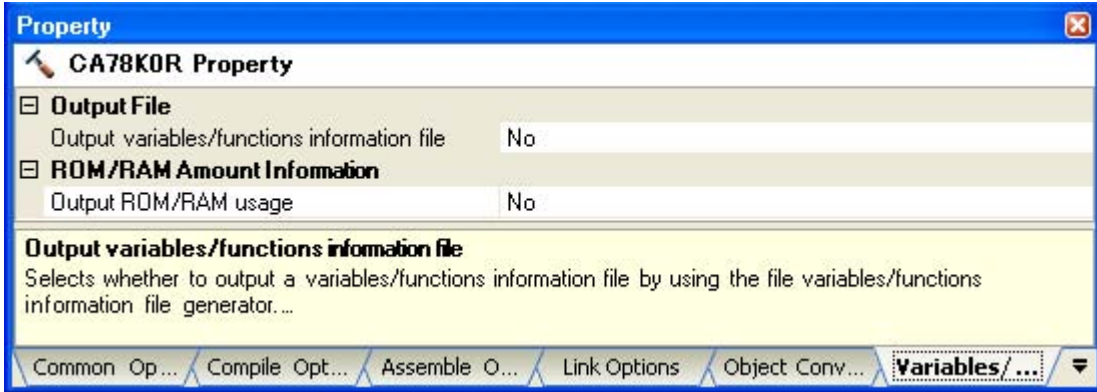 Property
CA78K0R Property
Output File
Output variables/functions information file No
ROM/RAM Amount Information
Output ROM/RAM usage No
Output variables/functions information file
Selects whether to output a variables/functions information file by using the file variables/functions
information file generator....
Common Op... Compile Opt... Assemble O... Link Options Object Conv... Variables/...